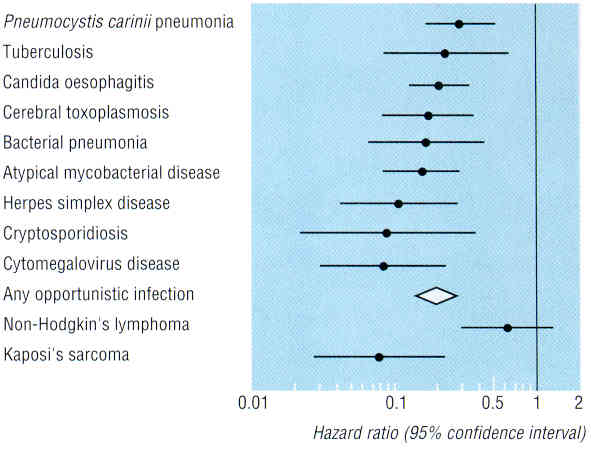 Pneumocystis carinii pneumonia
Tuberculosis
Candida oesophagitis
Cerebral toxoplasmosis
Bacterial pneumonia
Atypical mycobacterial disease
Herpes simplex disease
Cryptosporidiosis
Cytomegalovirus disease
Any opportunistic infection
Non-Hodgkin's lymphoma
Kaposi's sarcoma
0.01 0.1 0.5 1 2
Hazard ratio (95% confidence interval)